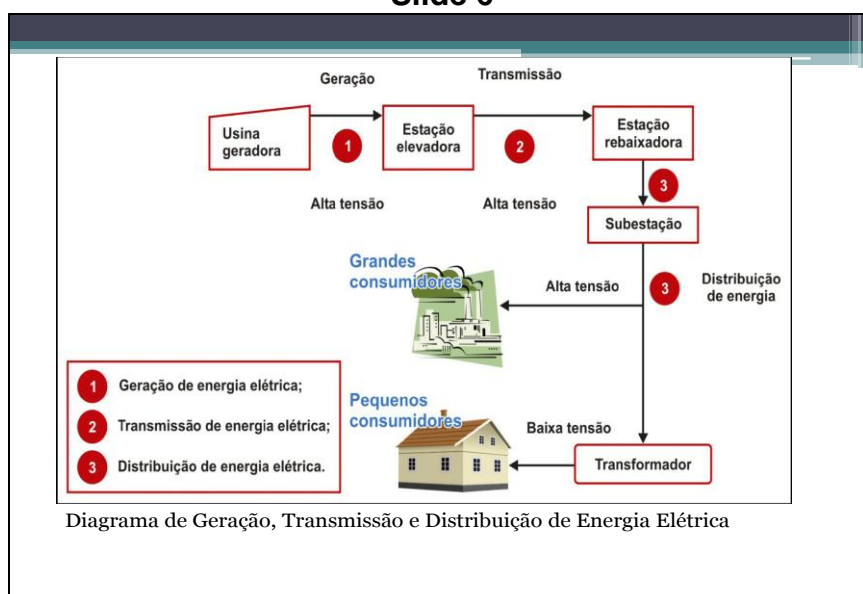 Geração
Transmissão
Usina
geradora
1
Estação
elevadora
2
Estação
rebaixadora
3
Alta tensão
Alta tensão
Subestação
Grandes
consumidores
Alta tensão
3
Distribuição
de energia
1 Geração de energia elétrica;
2 Transmissão de energia elétrica;
3 Distribuição de energia elétrica.
Pequenos
consumidores
Baixa tensão
Transformador
Diagrama de Geração, Transmissão e Distribuição de Energia Elétrica